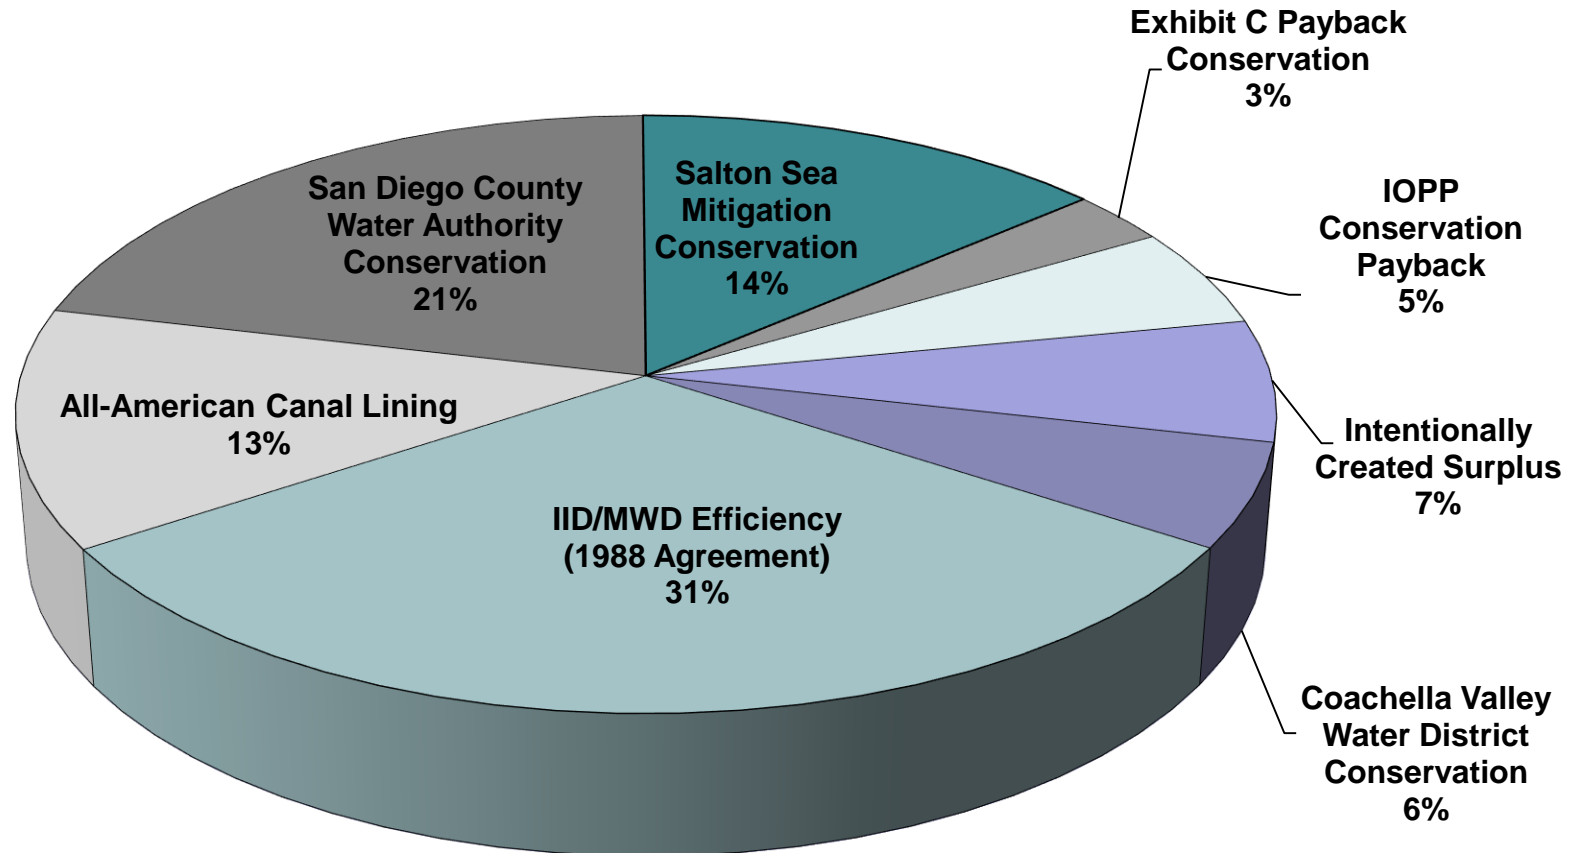 Exhibit C Payback
Conservation
3%
San Diego County
Water Authority
Conservation
21%
Salton Sea
Mitigation
Conservation
14%
IOPP
Conservation
Payback
5%
All-American Canal Lining
13%
Intentionally
Created Surplus
7%
IID/MWD Efficiency
(1988 Agreement)
31%
Coachella Valley
Water District
Conservation
6%